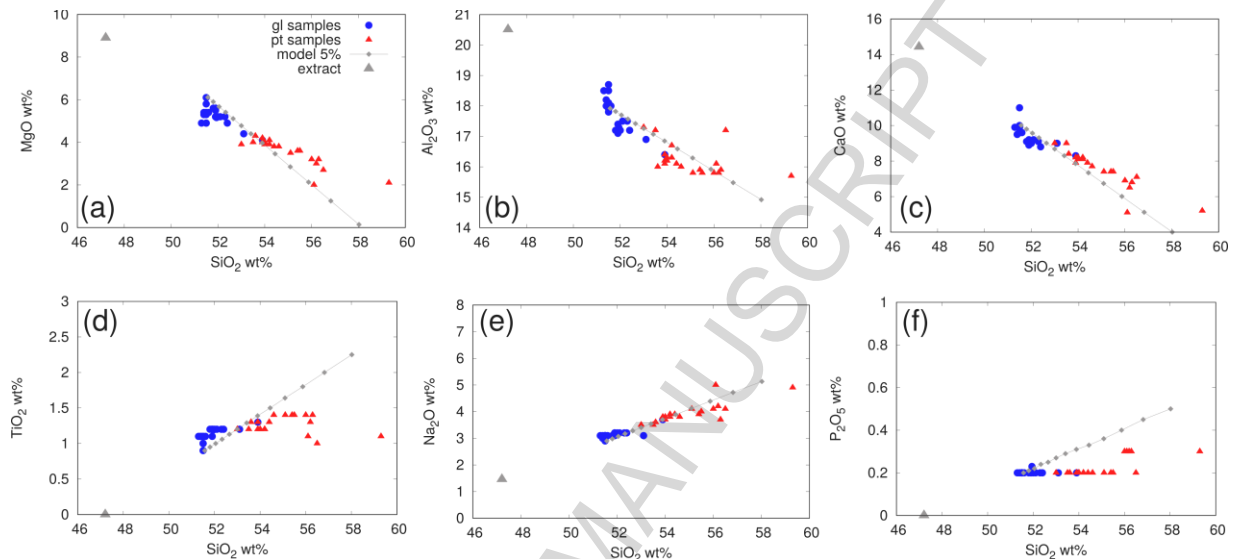 10
8
6
4
2
0
MgO wt%
gl samples
pt samples
model 5%
extract
(a)
46 48 50 52 54 56 58 60
SiO2 wt%
21
20
19
18
17
16
15
14
Al2O3 wt%
(b)
46 48 50 52 54 56 58 60
SiO2 wt%
16
14
12
10
8
6
4
CaO wt%
(c)
46 48 50 52 54 56 58 60
SiO2 wt%
3
2.5
2
1.5
1
0.5
0
TiO2 wt%
(d)
46 48 50 52 54 56 58 60
SiO2 wt%
8
7
6
5
4
3
2
1
0
Na2O wt%
(e)
46 48 50 52 54 56 58 60
SiO2 wt%
1
0.8
0.6
0.4
0.2
0
P2O5 wt%
(f)
46 48 50 52 54 56 58 60
SiO2 wt%
MANUSCRIPT